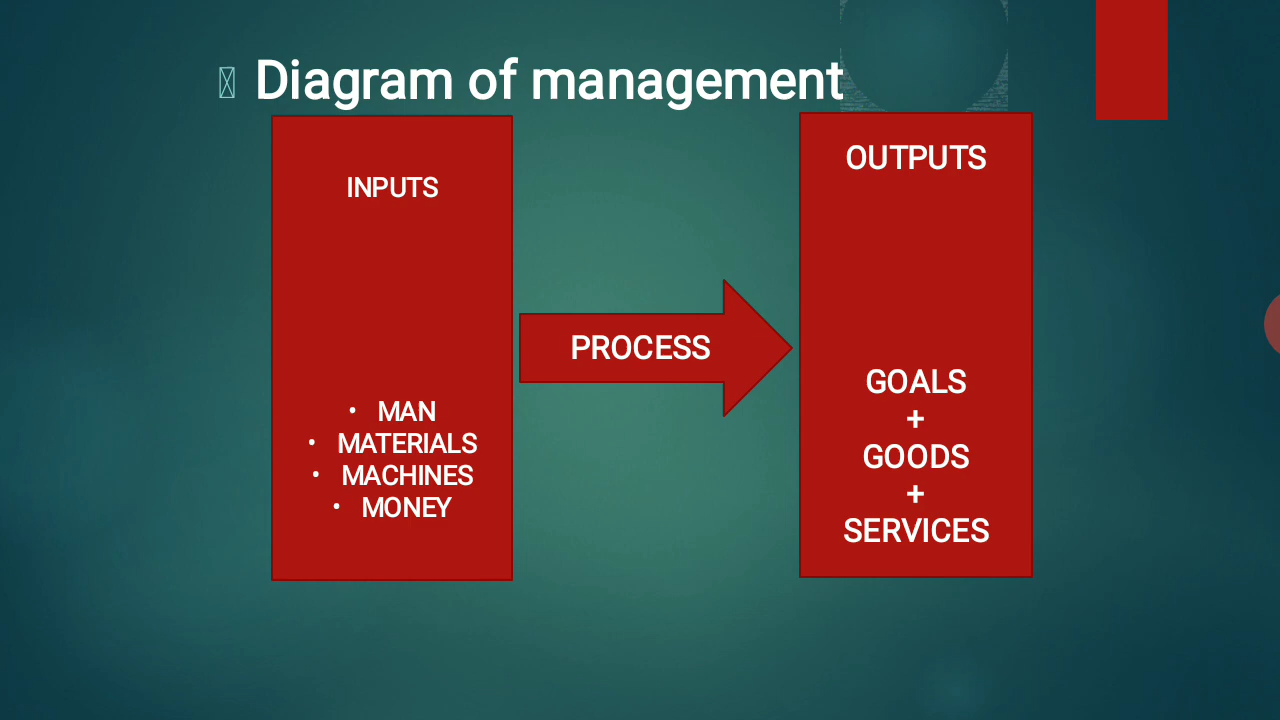 Diagram of management
INPUTS
• MAN
• MATERIALS
• MACHINES
• MONEY
PROCESS
OUTPUTS
GOALS
+
GOODS
+
SERVICES